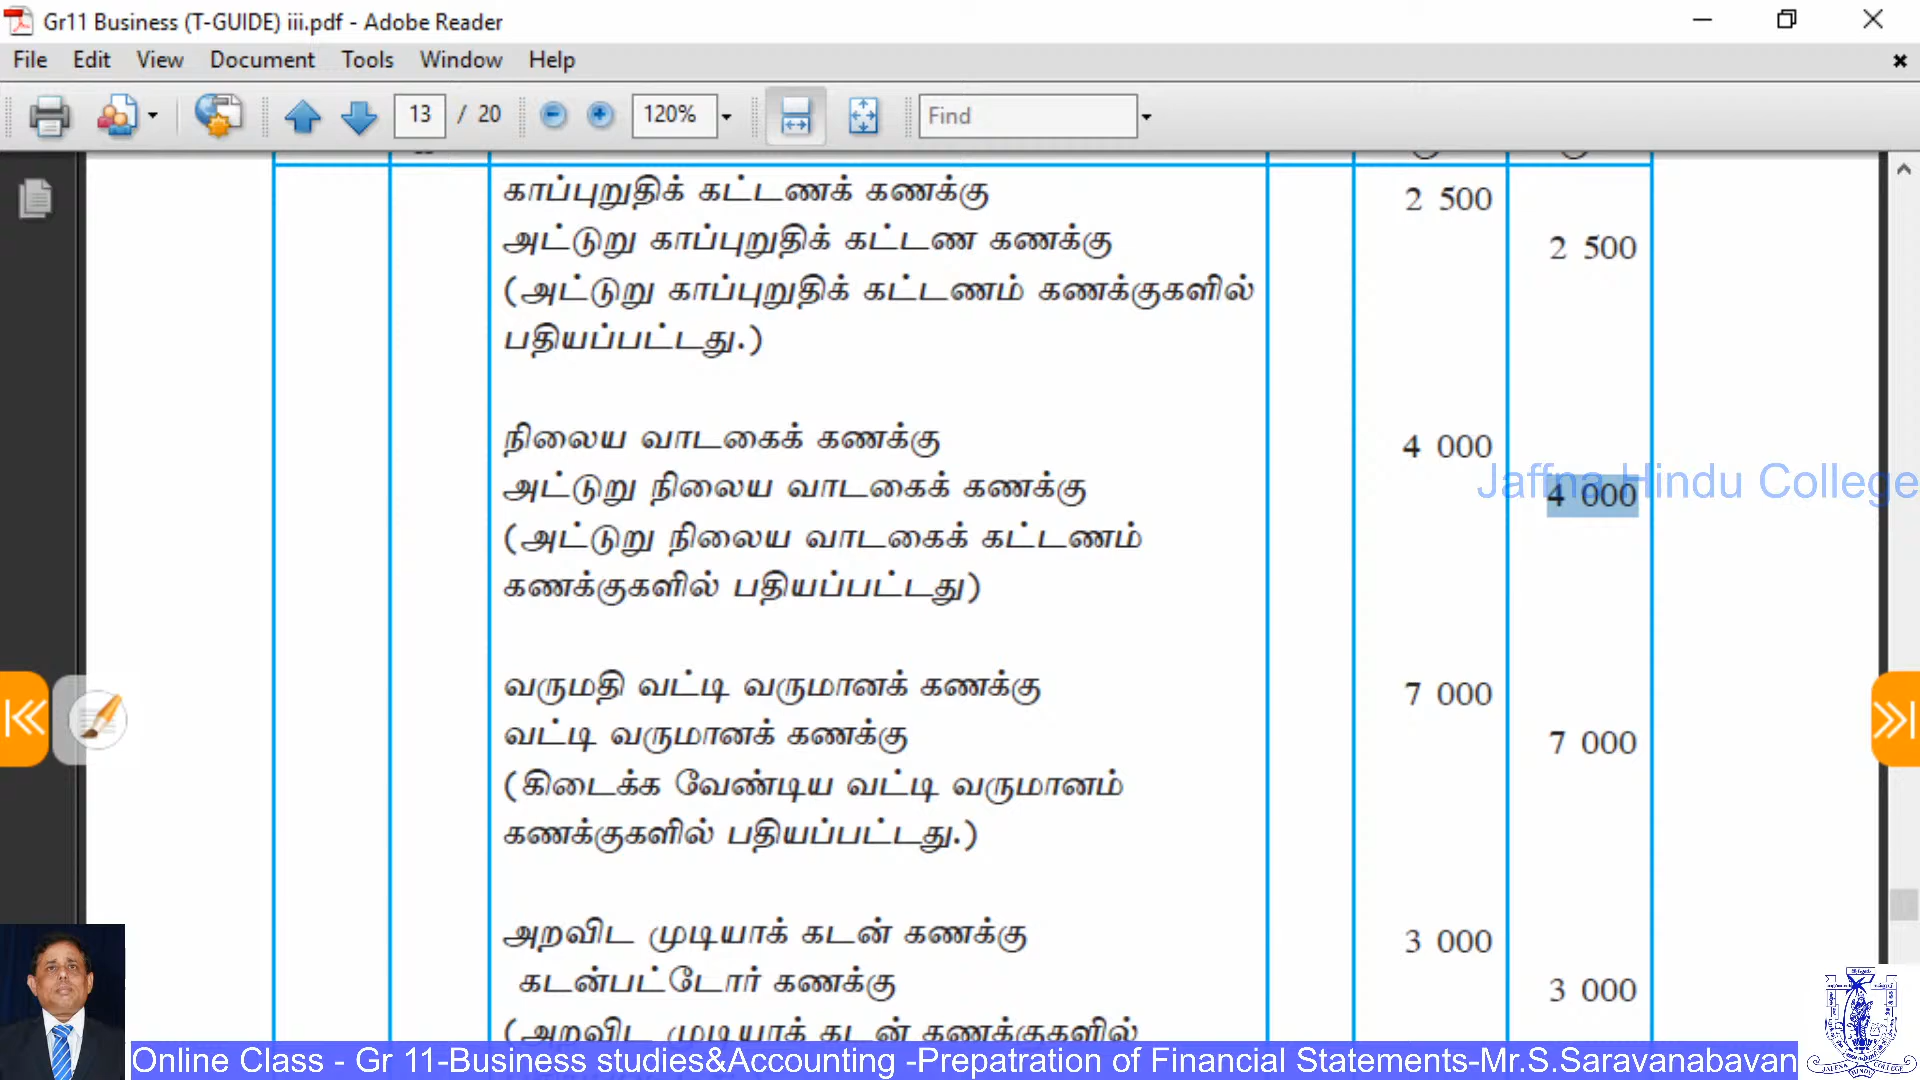 Gr11 Business (T-GUIDE) iii.pdf - Adobe Reader
File Edit View Document Tools Window Help
13 / 20 120% Find
காப்புறுதிக் கட்டணக் கணக்கு 2 500
அட்டுறு காப்புறுதிக் கட்டண கணக்கு 2 500
(அட்டுறு காப்புறுதிக் கட்டணம் கணக்குகளில்
பதியப்பட்டது.)
நிலைய வாடகைக் கணக்கு 4 000
Jaffna Hindu College
அட்டுறு நிலைய வாடகைக் கணக்கு 4 000
(அட்டுறு நிலைய வாடகைக் கட்டணம்
கணக்குகளில் பதியப்பட்டது)
வருமதி வட்டி வருமானக் கணக்கு 7 000
வட்டி வருமானக் கணக்கு 7 000
(கிடைக்க வேண்டிய வட்டி வருமானம்
கணக்குகளில் பதியப்பட்டது.)
அறவிட முடியாக் கடன் கணக்கு 3 000
கடன்பட்டோர் கணக்கு 3 000
(அறவிட முடியாக் கடன் கணக்குகளில்
Online Class - Gr 11-Business studies&Accounting -Prepatration of Financial Statements-Mr.S.Saravanabavan